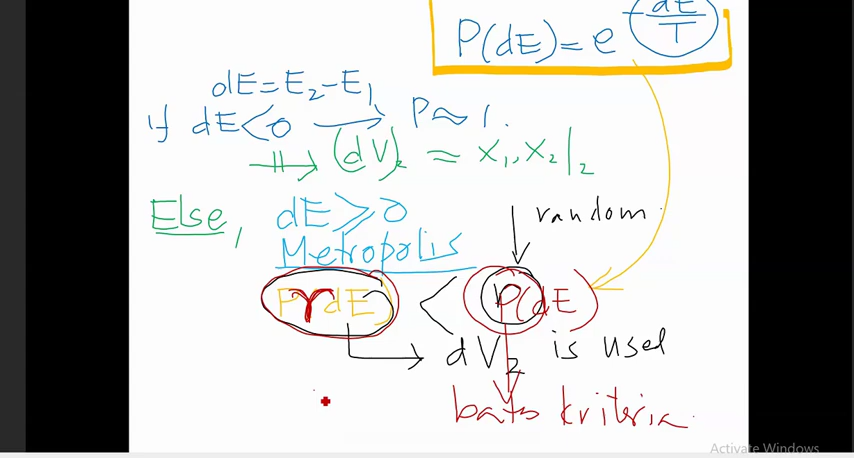 P(dE) = e^(-dE/T)
dE = E₂ - E₁
if dE < 0 → P ≈ 1.
(dV)₂ = x₁, x₂|₂
Else, dE ≥ 0
random
Metropolis
r dE) < P(dE)
dV₂ is used
batas kriteria.
Activate Windows